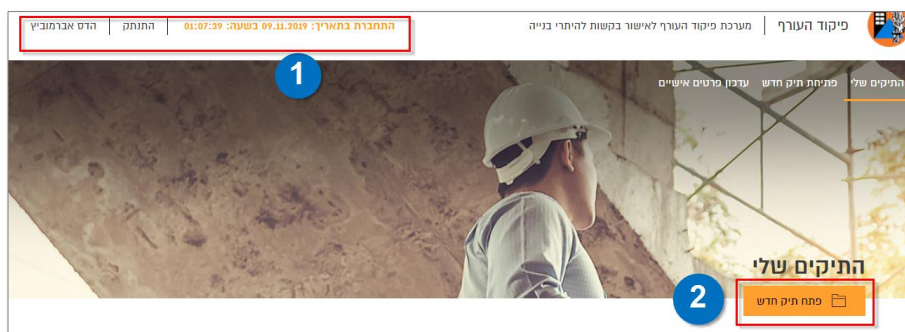 פיקוד העורף | מערכת פיקוד העורף לאישור בקשות להיתרי בנייה
התחברת בתאריך: 09.11.2019 בשעה: 01:07:39 | התנתק | הדס אברמוביץ
1
התיקים שלי פתיחת תיק חדש עדכון פרטים אישיים
התיקים שלי
2
פתח תיק חדש